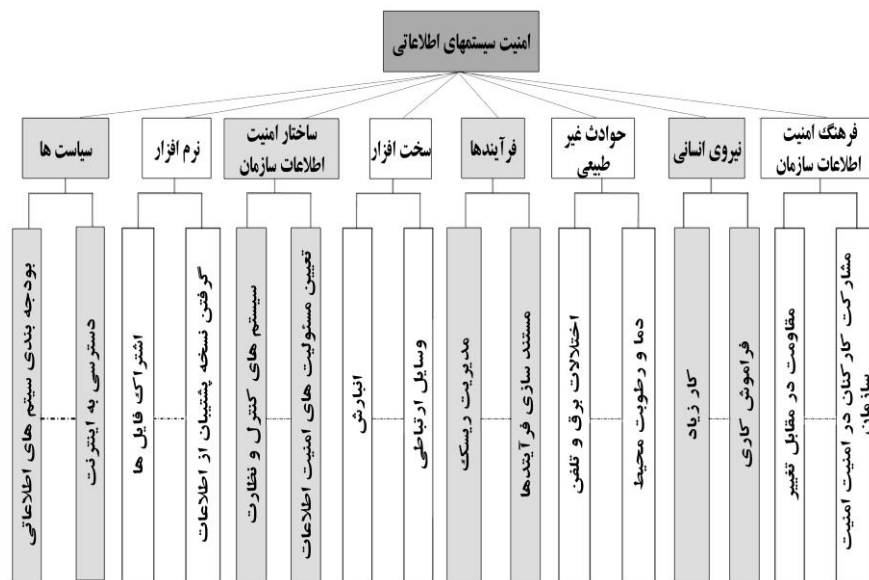 امنیت سیستمهای اطلاعاتی
فرهنگ امنیت
اطلاعات سازمان
نیروی انسانی
حوادث غیر
طبیعی
فرآیندها
سخت افزار
ساختار امنیت
اطلاعات سازمان
نرم افزار
سیاست ها
مشارکت کارکنان در امنیت امنیت
سازمان
مقاومت در مقابل تغییر
فراموش کاری
کار زیاد
دما و رطوبت محیط
اختلالات برق و تلفن
مستند سازی فرآیندها
مدیریت ریسک
وسایل ارتباطی
انبارش
تعیین مسئولیت های امنیت اطلاعات
سیستم های کنترل و نظارت
گرفتن نسخه پشتیبان از اطلاعات
اشتراک فایل ها
دسترسی به اینترنت
بودجه بندی سیتم های اطلاعاتی